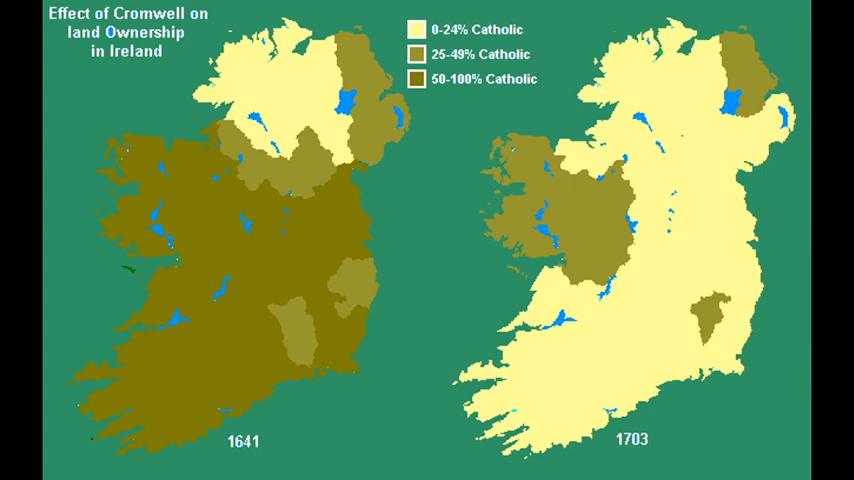 Effect of Cromwell on
land Ownership
in Ireland
0-24% Catholic
25-49% Catholic
50-100% Catholic
1641
1703